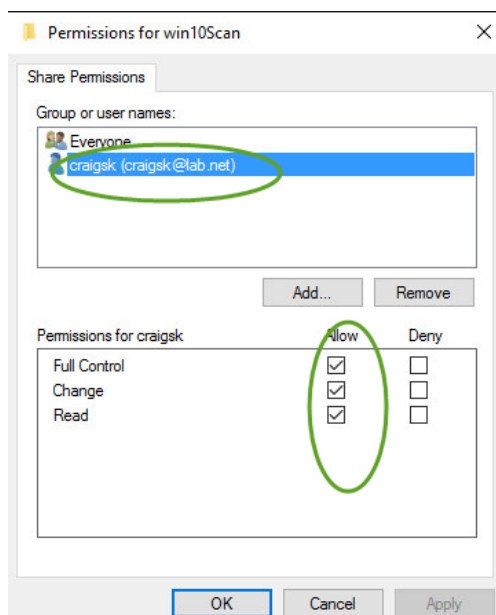 Permissions for win10Scan
Share Permissions
Group or user names:
Everyone
craigsk (craigsk@lab.net)
Add... Remove
Permissions for craigsk Allow Deny
Full Control
Change
Read
OK Cancel Apply